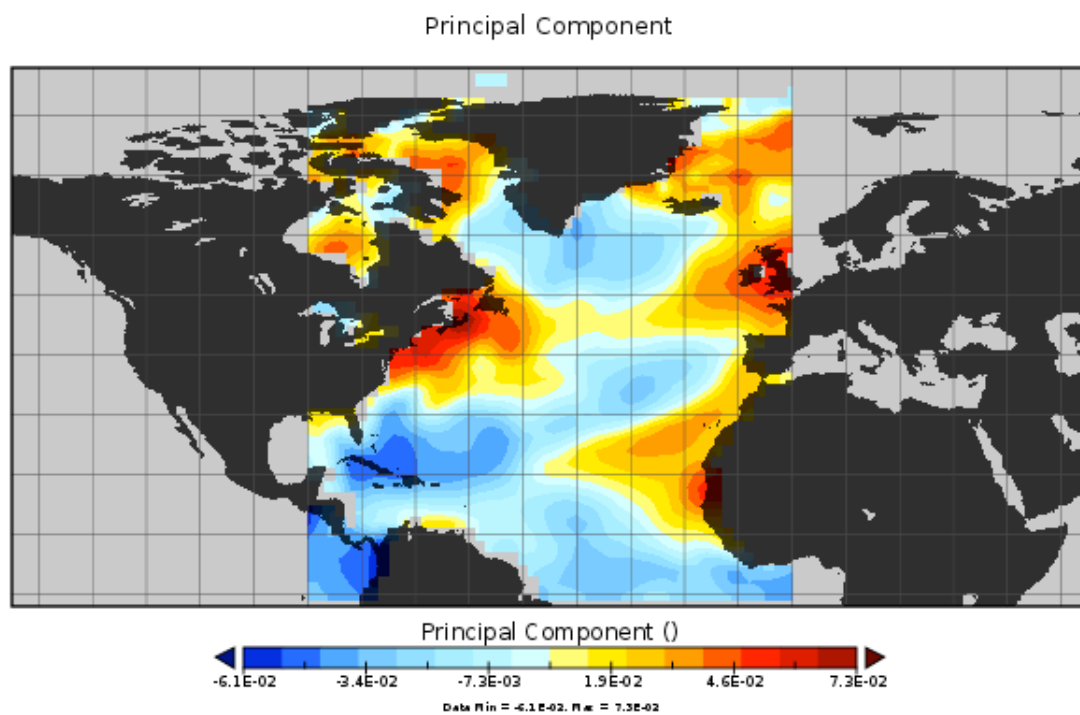 Principal Component
Principal Component ()
-6.1E-02 -3.4E-02 -7.3E-03 1.9E-02 4.6E-02 7.3E-02
Data Min = -6.1E-02, Max = 7.3E-02